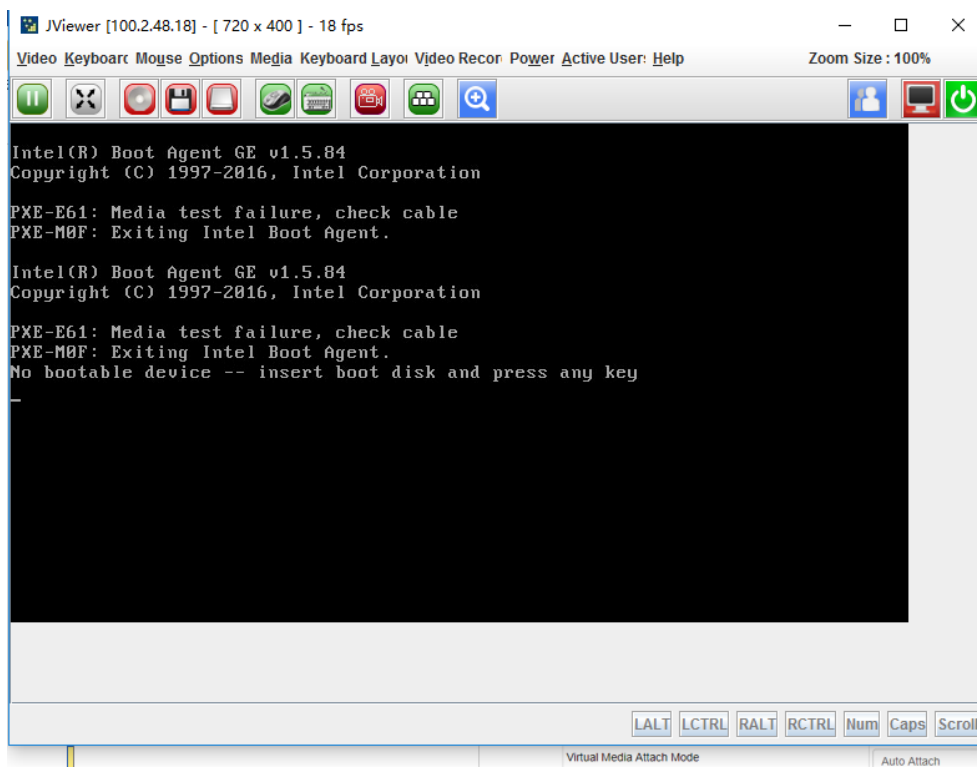 JViewer [100.2.48.18] - [ 720 x 400 ] - 18 fps
Video Keyboarc Mouse Options Media Keyboard Layou Video Recor Power Active User: Help Zoom Size : 100%
Intel(R) Boot Agent GE v1.5.84
Copyright (C) 1997-2016, Intel Corporation
PXE-E61: Media test failure, check cable
PXE-M0F: Exiting Intel Boot Agent.
Intel(R) Boot Agent GE v1.5.84
Copyright (C) 1997-2016, Intel Corporation
PXE-E61: Media test failure, check cable
PXE-M0F: Exiting Intel Boot Agent.
No bootable device -- insert boot disk and press any key
LALT LCTRL RALT RCTRL Num Caps Scroll
Virtual Media Attach Mode Auto Attach